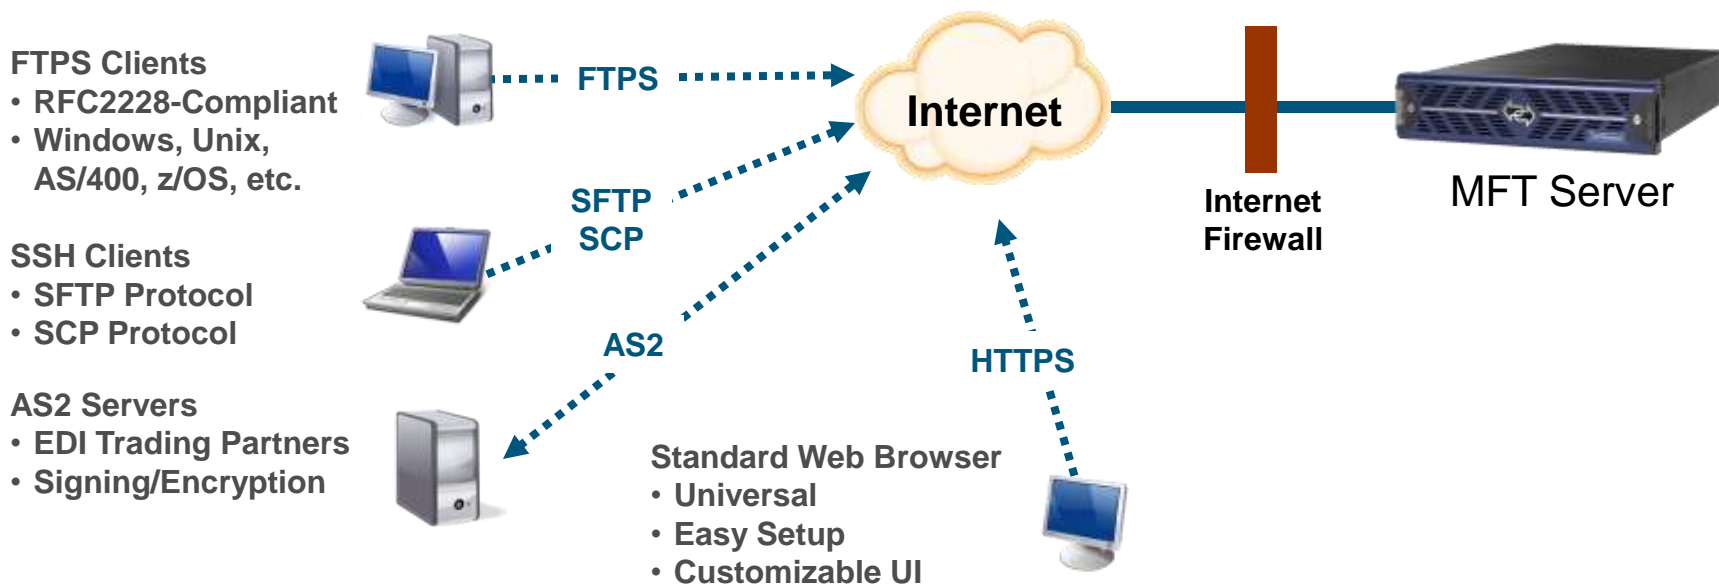 FTPS Clients
• RFC2228-Compliant
• Windows, Unix,
AS/400, z/OS, etc.
FTPS
Internet
SFTP
SCP
Internet
Firewall
MFT Server
SSH Clients
• SFTP Protocol
• SCP Protocol
AS2
HTTPS
AS2 Servers
• EDI Trading Partners
• Signing/Encryption
Standard Web Browser
• Universal
• Easy Setup
• Customizable UI